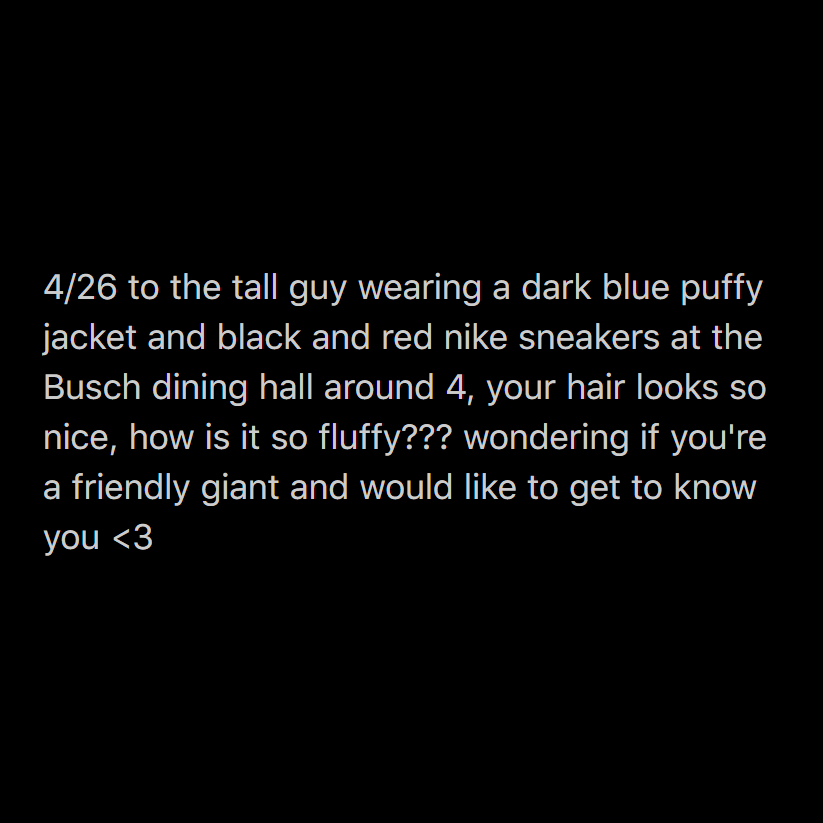 4/26 to the tall guy wearing a dark blue puffy
jacket and black and red nike sneakers at the
Busch dining hall around 4, your hair looks so
nice, how is it so fluffy??? wondering if you're
a friendly giant and would like to get to know
you <3